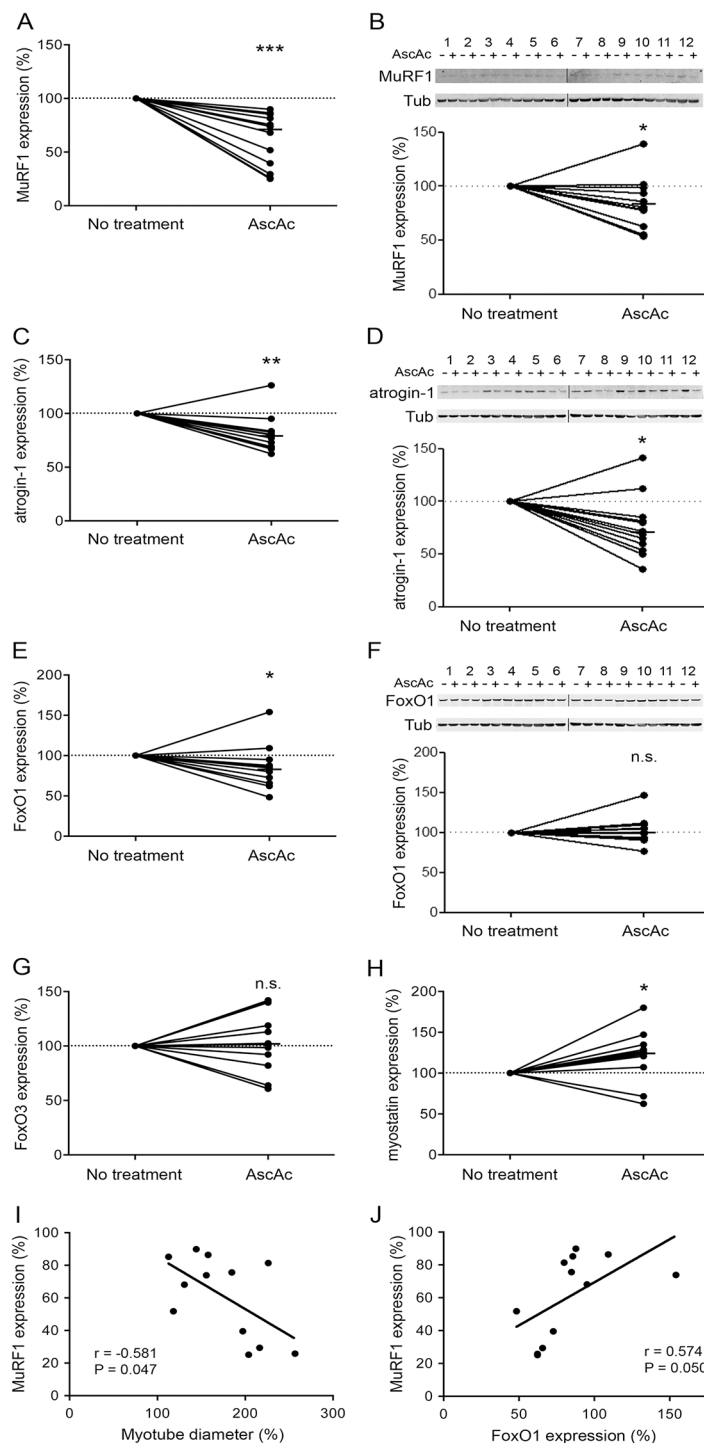 A
MuRF1 expression (%)
150
100
50
0
***
No treatment AscAc
B
1 2 3 4 5 6 7 8 9 10 11 12
AscAc - + - + - + - + - + - + - + - + - + - + - + - +
MuRF1
Tub
MuRF1 expression (%)
150
100
50
0
*
No treatment AscAc
C
atrogin-1 expression (%)
150
100
50
0
**
No treatment AscAc
D
1 2 3 4 5 6 7 8 9 10 11 12
AscAc - + - + - + - + - + - + - + - + - + - + - + - +
atrogin-1
Tub
atrogin-1 expression (%)
150
100
50
0
*
No treatment AscAc
E
FoxO1 expression (%)
200
150
100
50
0
*
No treatment AscAc
F
1 2 3 4 5 6 7 8 9 10 11 12
AscAc - + - + - + - + - + - + - + - + - + - + - + - +
FoxO1
Tub
FoxO1 expression (%)
200
150
100
50
0
n.s.
No treatment AscAc
G
FoxO3 expression (%)
150
100
50
0
n.s.
No treatment AscAc
H
myostatin expression (%)
200
150
100
50
0
*
No treatment AscAc
I
MuRF1 expression (%)
100
80
60
40
20
0
r = -0.581
P = 0.047
0 100 200 300
Myotube diameter (%)
J
MuRF1 expression (%)
100
80
60
40
20
0
r = 0.574
P = 0.050
0 50 100 150
FoxO1 expression (%)